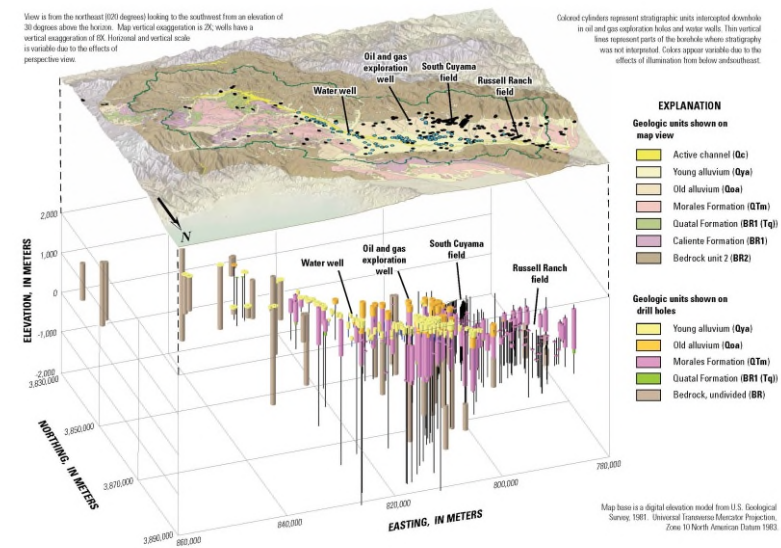 View is from the northeast (020 degrees) looking to the southwest from an elevation of
30 degrees above the horizon. Map vertical exaggeration is 2X; wells have a
vertical exaggeration of 8X. Horizonal and vertical scale
is variable due to the effects of
perspective view.
Colored cylinders represent stratigraphic units intercepted downhole
in oil and gas exploration holes and water wells. Thin vertical
lines represent parts of the borehole where stratigraphy
was not interpreted. Colors appear variable due to the
effects of illumination from below andsoutheast.
Oil and gas
exploration
well
South Cuyama
field
Russell Ranch
field
Water well
N
EXPLANATION
Geologic units shown on
map view
Active channel (Qc)
Young alluvium (Qya)
Old alluvium (Qoa)
Morales Formation (QTm)
Quatal Formation (BR1 (Tq))
Caliente Formation (BR1)
Bedrock unit 2 (BR2)
Geologic units shown on
drill holes
Young alluvium (Qya)
Old alluvium (Qoa)
Morales Formation (QTm)
Quatal Formation (BR1 (Tq))
Bedrock, undivided (BR)
Water well
Oil and gas
exploration
well
South Cuyama
field
Russell Ranch
field
ELEVATION, IN METERS
2,000
1,000
0
-1,000
-2,000
3,830,000
3,850,000
3,870,000
3,890,000
NORTHING, IN METERS
860,000
840,000
820,000
800,000
780,000
EASTING, IN METERS
Map base is a digital elevation model from U.S. Geological
Survey, 1981. Universal Transverse Mercator Projection,
Zone 10 North American Datum 1983.